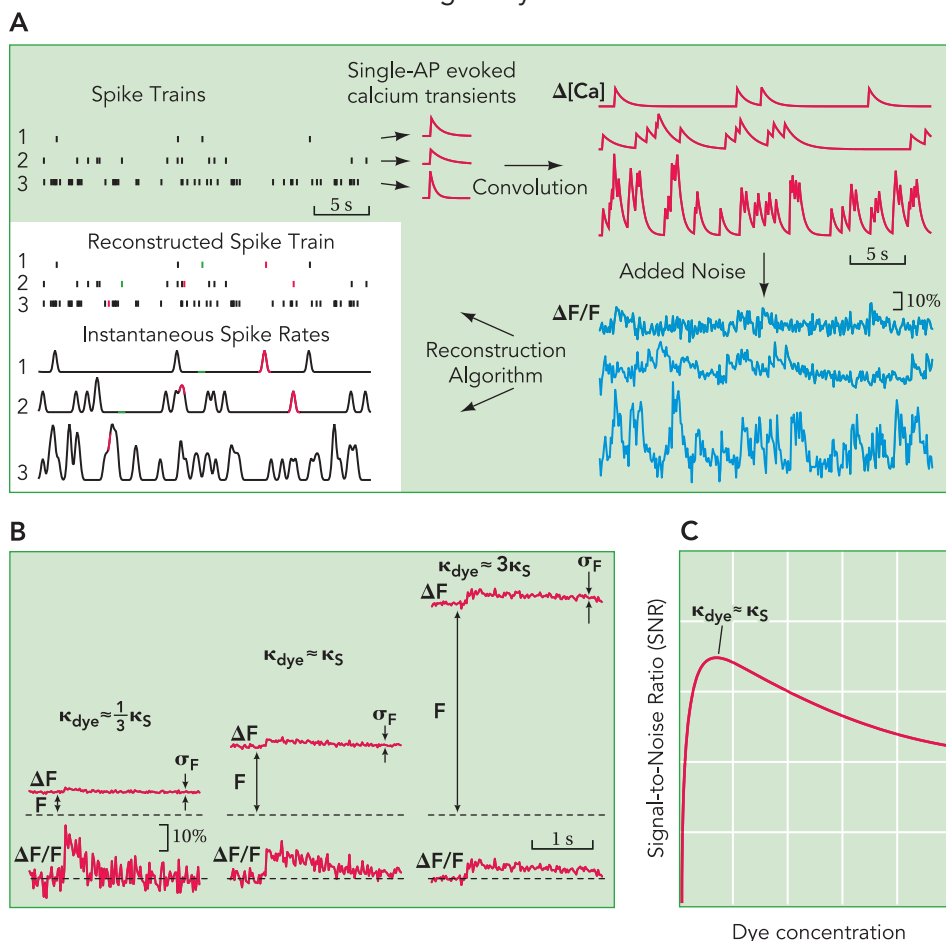 A
Spike Trains
Single-AP evoked
calcium transients
Δ[Ca]
1
2
3
5 s
Convolution
5 s
Reconstructed Spike Train
1
2
3
Added Noise
10%
ΔF/F
Instantaneous Spike Rates
1
2
3
Reconstruction
Algorithm
B
κdye≈1/3κS
ΔF
F
σF
10%
ΔF/F
κdye≈κS
ΔF
F
σF
ΔF/F
κdye≈3κS
ΔF
F
σF
1 s
ΔF/F
C
κdye≈κS
Signal-to-Noise Ratio (SNR)
Dye concentration